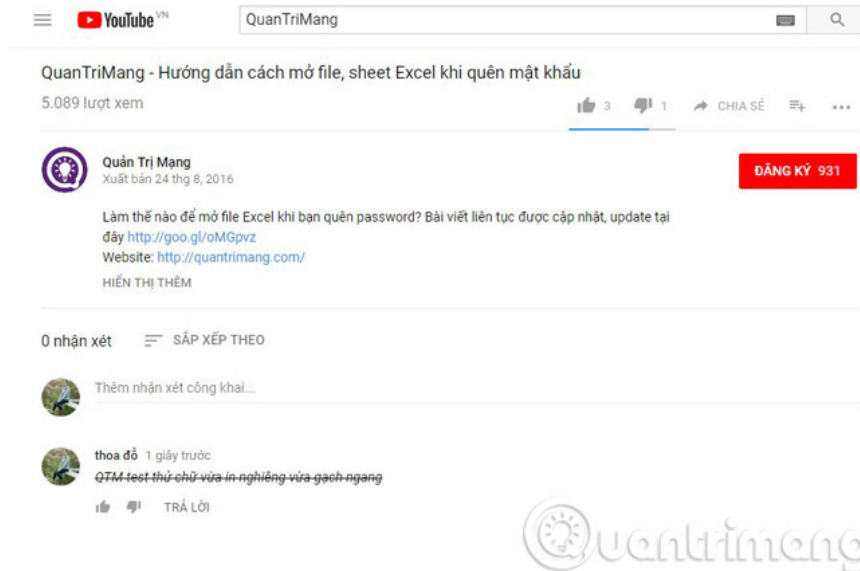 YouTube VN
QuanTriMang
QuanTriMang - Hướng dẫn cách mở file, sheet Excel khi quên mật khẩu
5.089 lượt xem
3 1 CHIA SẺ
Quản Trị Mạng
Xuất bản 24 thg 8, 2016
ĐĂNG KÝ 931
Làm thế nào để mở file Excel khi bạn quên password? Bài viết liên tục được cập nhật, update tại
đây http://goo.gl/oMGpvz
Website: http://quantrimang.com/
HIỂN THỊ THÊM
0 nhận xét SẮP XẾP THEO
Thêm nhận xét công khai...
thoa đỗ 1 giây trước
QTM test thử chữ vừa in nghiêng vừa gạch ngang
TRẢ LỜI
Quantrimang